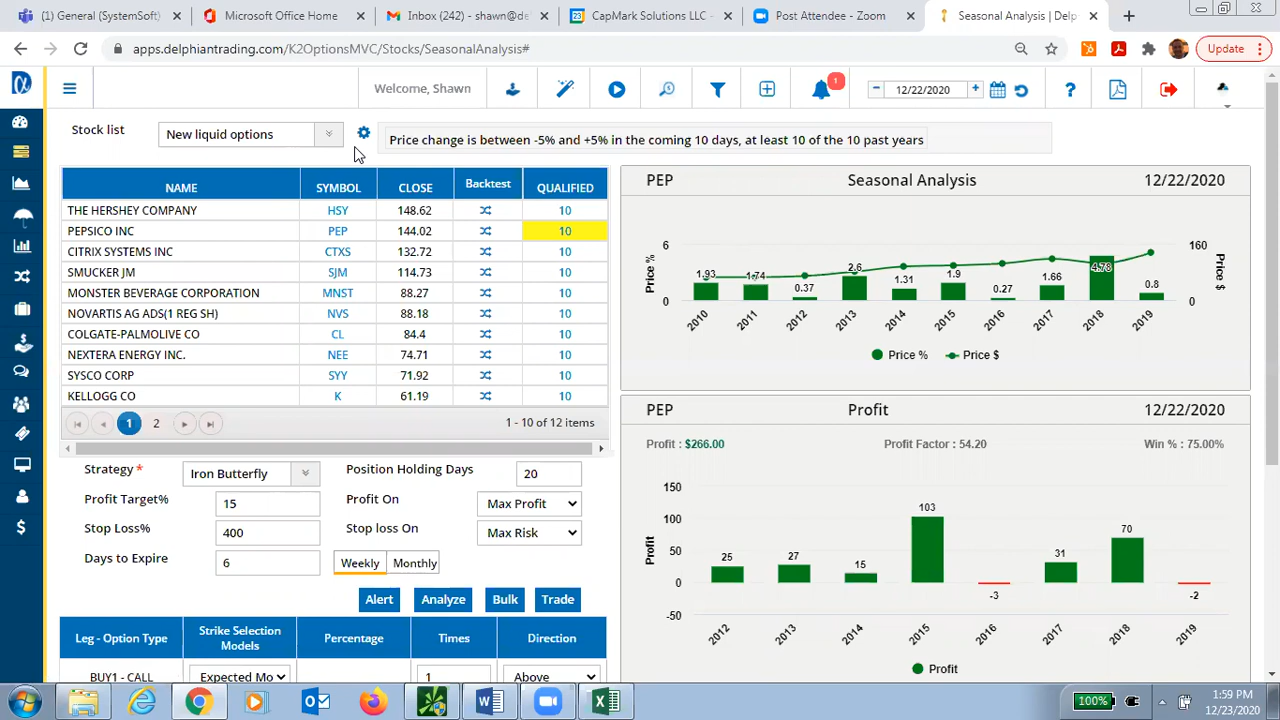 1) General (SystemSoft
Microsoft Office Home
Inbox (242) - shawn@de
CapMark Solutions LLC -
Post Attendee - Zoom
Seasonal Analysis | Delp
apps.delphiantrading.com/K2OptionsMVC/Stocks/SeasonalAnalysis#
Update
Welcome, Shawn
1
12/22/2020
Stock list
New liquid options
Price change is between -5% and +5% in the coming 10 days, at least 10 of the 10 past years
NAME SYMBOL CLOSE Backtest QUALIFIED
THE HERSHEY COMPANY HSY 148.62 10
PEPSICO INC PEP 144.02 10
CITRIX SYSTEMS INC CTXS 132.72 10
SMUCKER JM SJM 114.73 10
MONSTER BEVERAGE CORPORATION MNST 88.27 10
NOVARTIS AG ADS(1 REG SH) NVS 88.18 10
COLGATE-PALMOLIVE CO CL 84.4 10
NEXTERA ENERGY INC. NEE 74.71 10
SYSCO CORP SYY 71.92 10
KELLOGG CO K 61.19 10
1 2 1 - 10 of 12 items
Strategy * Iron Butterfly Position Holding Days 20
Profit Target% 15 Profit On Max Profit
Stop Loss% 400 Stop loss On Max Risk
Days to Expire 6 Weekly Monthly
Alert Analyze Bulk Trade
Leg - Option Type Strike Selection Models Percentage Times Direction
BUY1 - CALL Expected Mo 1 Above
PEP Seasonal Analysis 12/22/2020
Price %
6
0
1.93 1.74 0.37 2.6 1.31 1.9 0.27 1.66 4.78 0.8
160
0
Price $
2010 2011 2012 2013 2014 2015 2016 2017 2018 2019
Price % Price $
PEP Profit 12/22/2020
Profit : $266.00 Profit Factor : 54.20 Win % : 75.00%
Profit
150
100
50
0
-50
25 27 15 103 -3 31 70 -2
2012 2013 2014 2015 2016 2017 2018 2019
Profit
100%
1:59 PM
12/23/2020